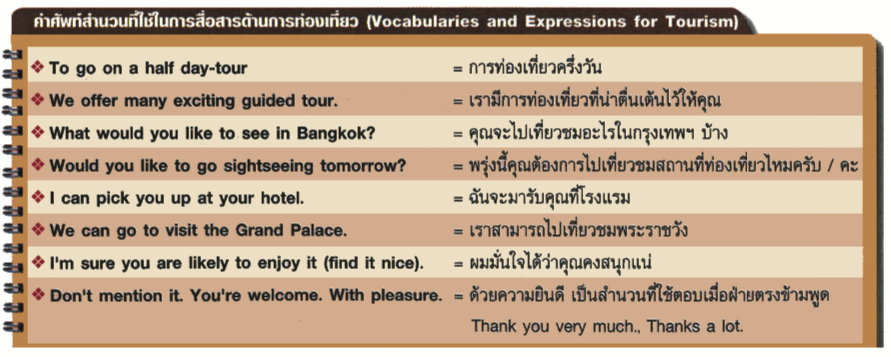 คำศัพท์สำนวนที่ใช้ในการสื่อสารด้านการท่องเที่ยว (Vocabularies and Expressions for Tourism)
❖ To go on a half day-tour = การท่องเที่ยวครึ่งวัน
❖ We offer many exciting guided tour. = เรามีการท่องเที่ยวที่น่าตื่นเต้นไว้ให้คุณ
❖ What would you like to see in Bangkok? = คุณจะไปเที่ยวชมอะไรในกรุงเทพฯ บ้าง
❖ Would you like to go sightseeing tomorrow? = พรุ่งนี้คุณต้องการไปเที่ยวชมสถานที่ท่องเที่ยวไหมครับ / คะ
❖ I can pick you up at your hotel. = ฉันจะมารับคุณที่โรงแรม
❖ We can go to visit the Grand Palace. = เราสามารถไปเที่ยวชมพระราชวัง
❖ I'm sure you are likely to enjoy it (find it nice). = ผมมั่นใจได้ว่าคุณคงสนุกแน่
❖ Don't mention it. You're welcome. With pleasure. = ด้วยความยินดี เป็นสำนวนที่ใช้ตอบเมื่อฝ่ายตรงข้ามพูด
Thank you very much., Thanks a lot.